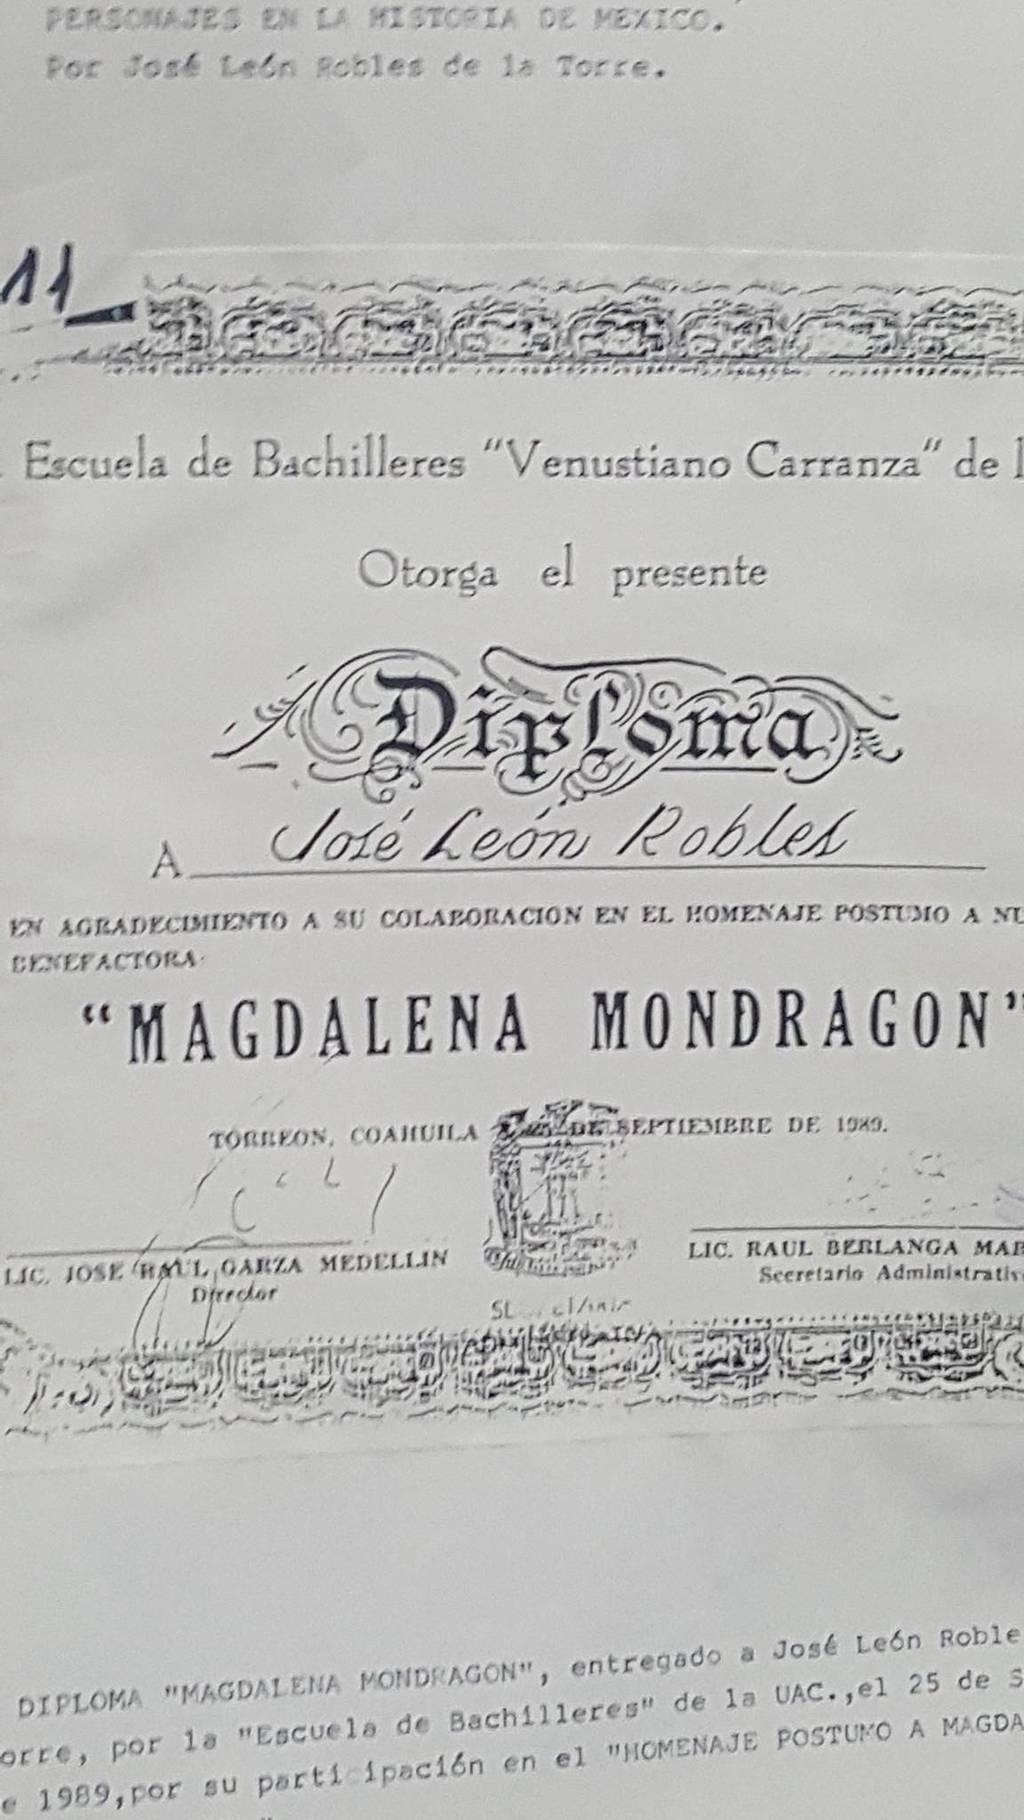 PERSONAJES EN LA HISTORIA DE MEXICO.
Por José León Robles de la Torre.
11
Escuela de Bachilleres "Venustiano Carranza" de l
Otorga el presente
Diploma
A José León Robles
EN AGRADECIMIENTO A SU COLABORACION EN EL HOMENAJE POSTUMO A NU
BENEFACTORA
"MAGDALENA MONDRAGON"
TORREON, COAHUILA DE SEPTIEMBRE DE 1989.
LIC. JOSE RAUL GARZA MEDELLIN
Director
LIC. RAUL BERLANGA MAR
Secretario Administrativ
DIPLOMA "MAGDALENA MONDRAGON", entregado a José León Roble
orre, por la "Escuela de Bachilleres" de la UAC.,el 25 de S
e 1989,por su participación en el "HOMENAJE POSTUMO A MAGDA